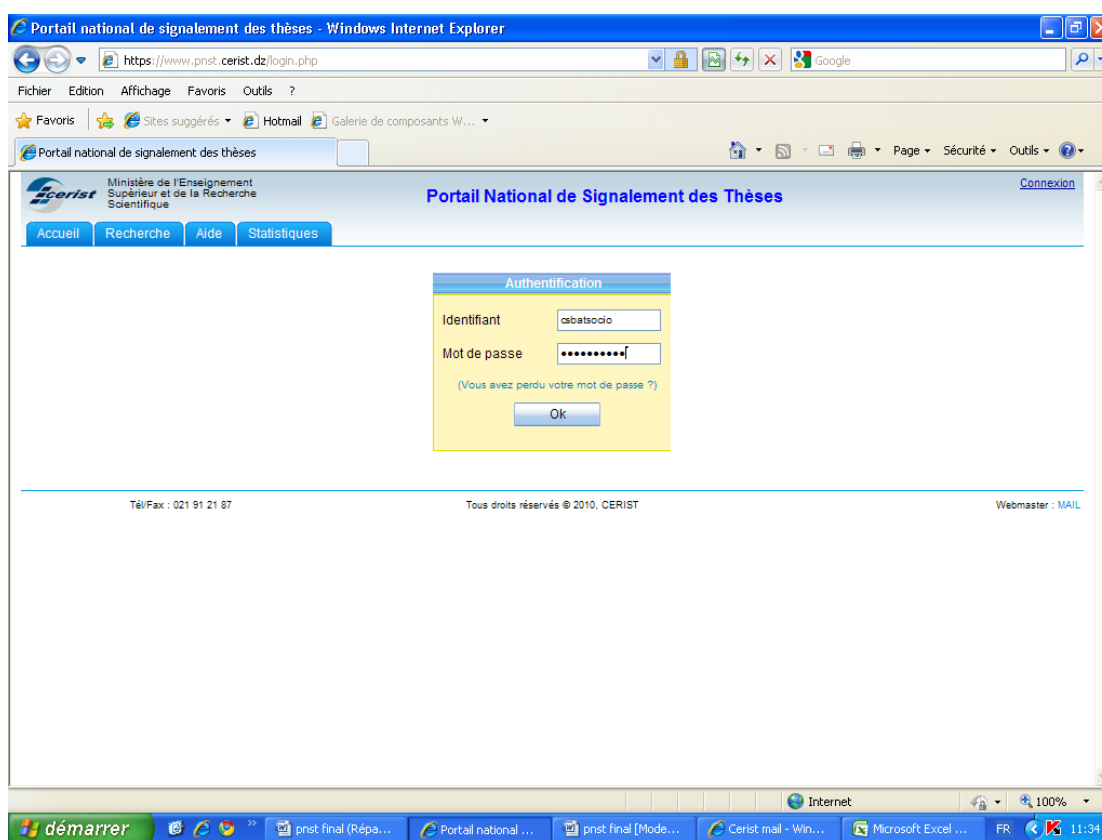 Portail national de signalement des thèses - Windows Internet Explorer
https://www.pnst.cerist.dz/login.php
Google
Fichier Edition Affichage Favoris Outils ?
Favoris Sites suggérés Hotmail Galerie de composants W...
Portail national de signalement des thèses
Page Sécurité Outils
cerist
Ministère de l'Enseignement
Supérieur et de la Recherche
Scientifique
Portail National de Signalement des Thèses
Connexion
Accueil Recherche Aide Statistiques
Authentification
Identifiant csbatsocio
Mot de passe ••••••••••
(Vous avez perdu votre mot de passe ?)
Ok
Tél/Fax : 021 91 21 87 Tous droits réservés © 2010, CERIST Webmaster : MAIL
Internet 100%
démarrer pnst final (Répa... Portail national ... pnst final [Mode... Cerist mail - Win... Microsoft Excel ... FR 11:34